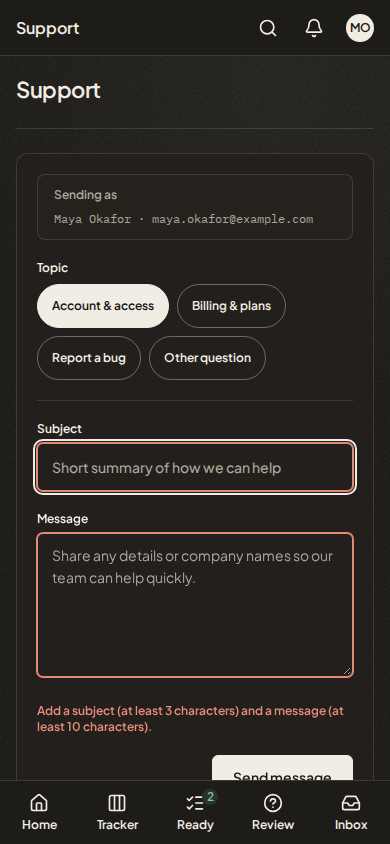 Support
MO
Support
Sending as
Maya Okafor · maya.okafor@example.com
Topic
Account & access
Billing & plans
Report a bug
Other question
Subject
Short summary of how we can help
Message
Share any details or company names so our
team can help quickly.
Add a subject (at least 3 characters) and a message (at
least 10 characters).
Send message
2
Home
Tracker
Ready
Review
Inbox